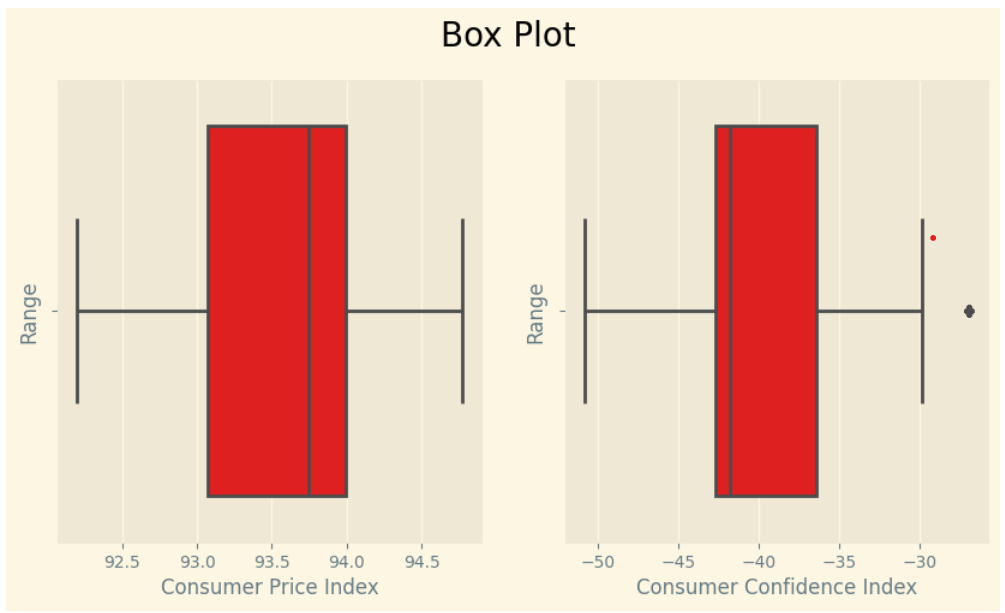 Box Plot
Range
92.5 93.0 93.5 94.0 94.5
Consumer Price Index
Range
−50 −45 −40 −35 −30
Consumer Confidence Index